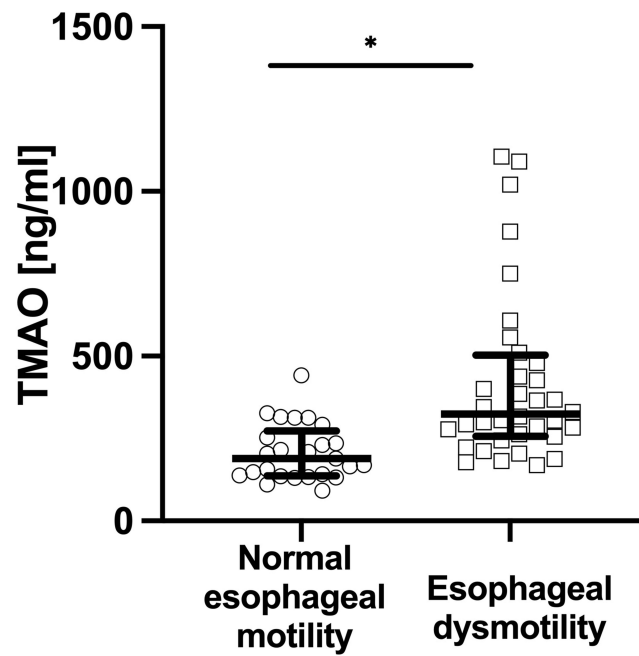 *
1500
1000
500
0
TMAO [ng/ml]
Normal
esophageal
motility
Esophageal
dysmotility